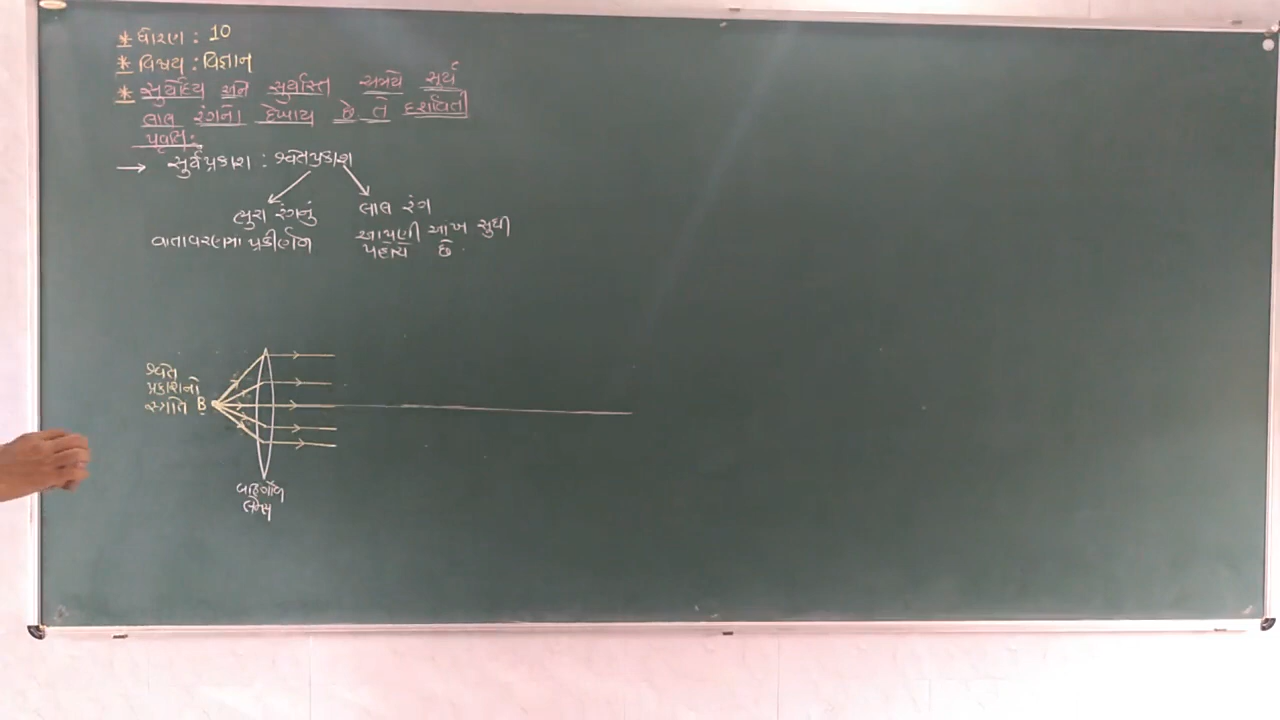 * ધોરણ : 10
* વિષય : વિજ્ઞાન
* સુર્યોદય અને સુર્યાસ્ત સમયે સૂર્ય
લાલ રંગનો દેખાય છે તે દર્શાવતી
પ્રવૃતિ:
→ સુર્યપ્રકાશ : શ્વેતપ્રકાશ
ભુરા રંગનું
વાતાવરણમા પ્રકીર્ણન
લાલ રંગ
આપણી આંખ સુધી
પહોચે છે.
શ્વેત
પ્રકાશનો
સ્ત્રોત B
બહિર્ગોળ
લેન્સ